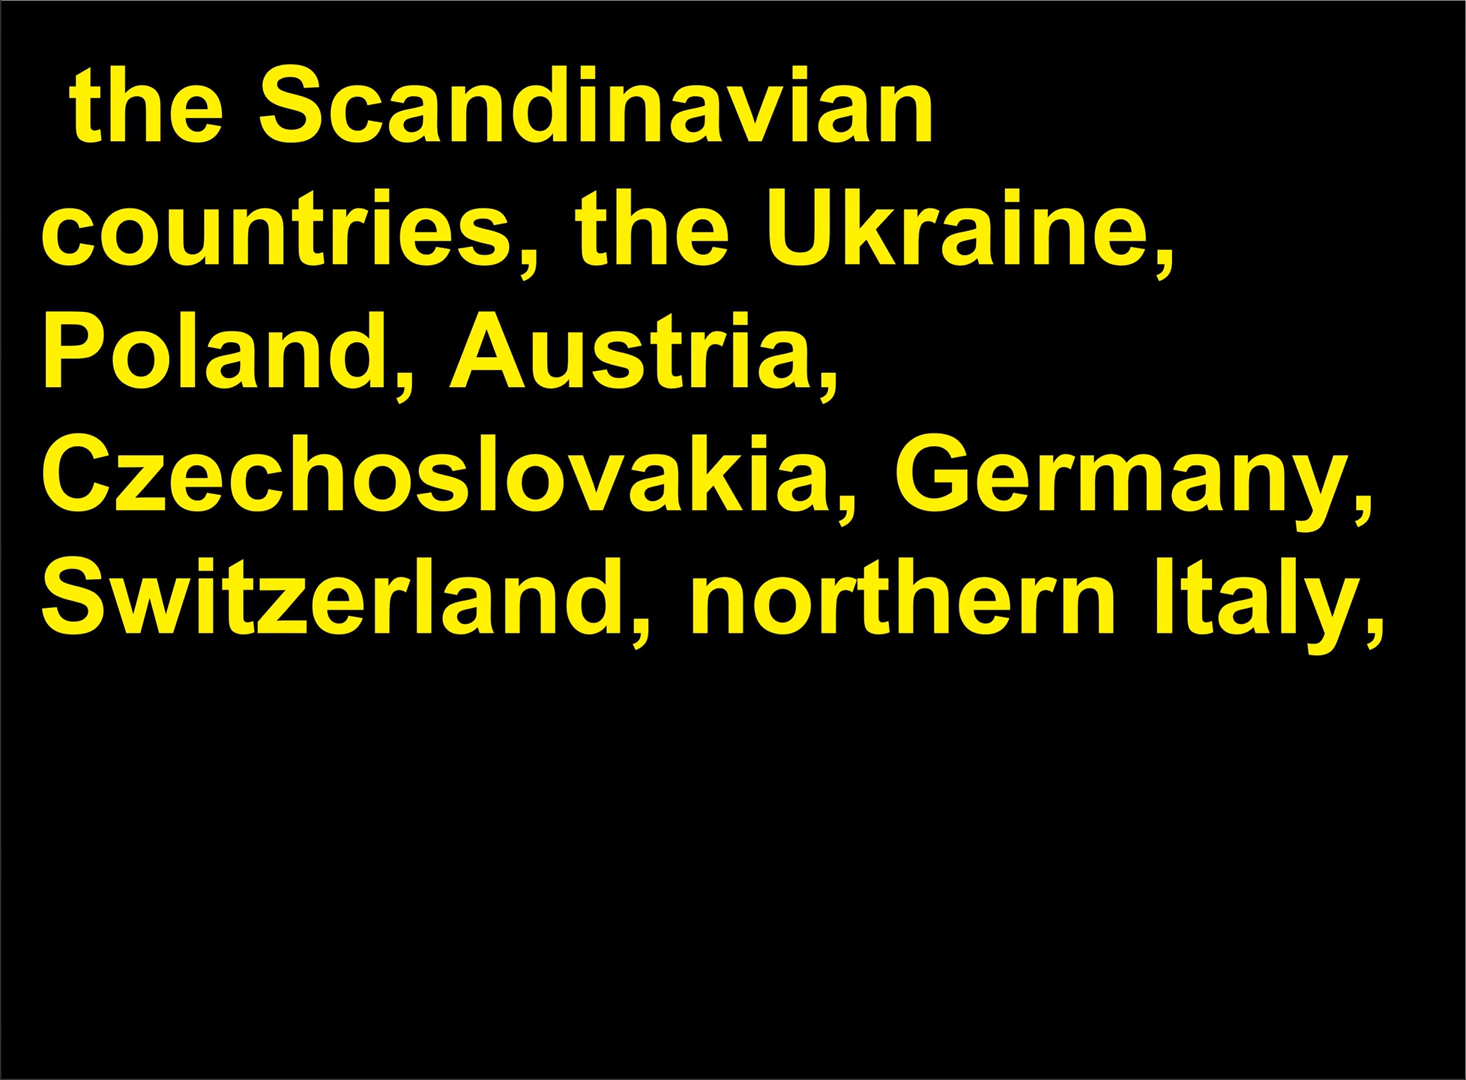 the Scandinavian
countries, the Ukraine,
Poland, Austria,
Czechoslovakia, Germany,
Switzerland, northern Italy,